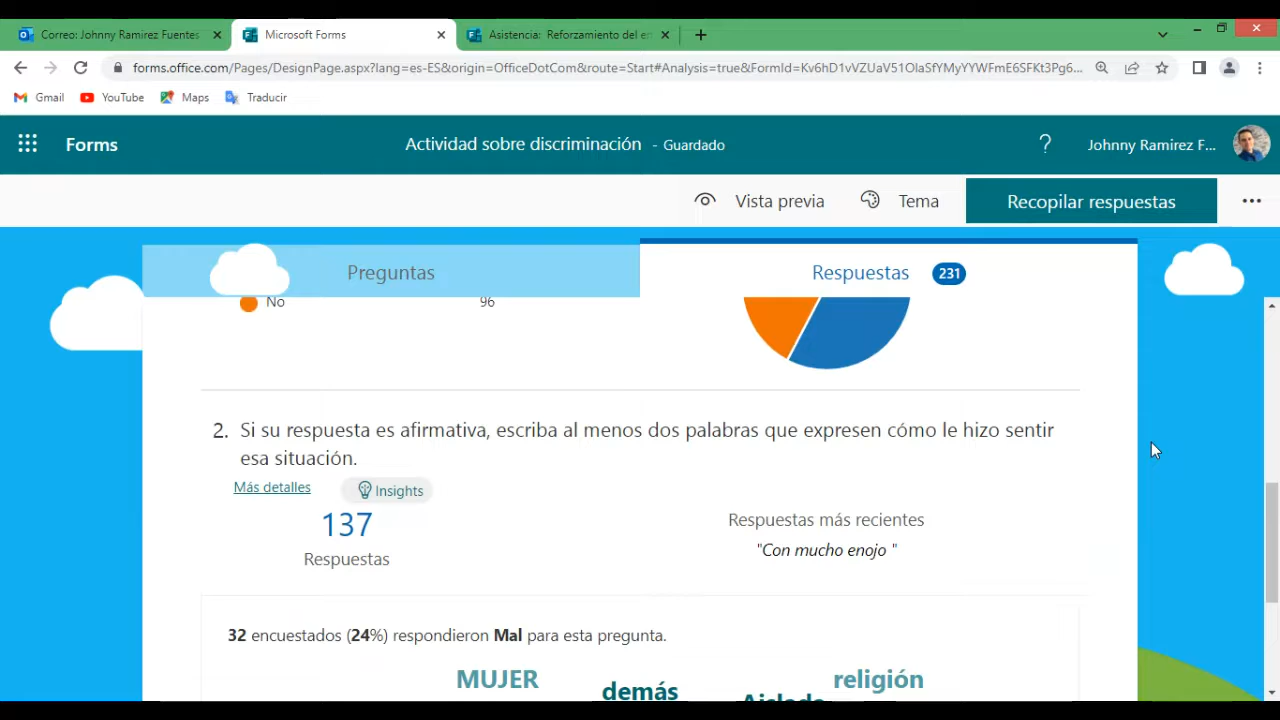 Correo: Johnny Ramirez Fuentes
Microsoft Forms
Asistencia: Reforzamiento del en
forms.office.com/Pages/DesignPage.aspx?lang=es-ES&origin=OfficeDotCom&route=Start#Analysis=true&FormId=Kv6hD1vVZUaV51OlaSfYMyYYWFmE6SFKt3Pg6...
Gmail YouTube Maps Traducir
Forms Actividad sobre discriminación - Guardado ? Johnny Ramirez F...
Vista previa Tema Recopilar respuestas
Preguntas Respuestas 231
No 96
2. Si su respuesta es afirmativa, escriba al menos dos palabras que expresen cómo le hizo sentir
esa situación.
Más detalles Insights
137
Respuestas
Respuestas más recientes
"Con mucho enojo "
32 encuestados (24%) respondieron Mal para esta pregunta.
MUJER religión
demás Aislado